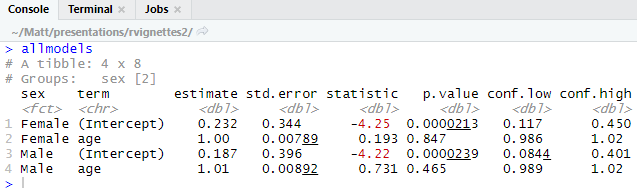 Console Terminal × Jobs ×
~/Matt/presentations/rvignettes2/
> allmodels
# A tibble: 4 x 8
# Groups: sex [2]
sex term estimate std.error statistic p.value conf.low conf.high
<fct> <chr> <dbl> <dbl> <dbl> <dbl> <dbl> <dbl>
1 Female (Intercept) 0.232 0.344 -4.25 0.0000213 0.117 0.450
2 Female age 1.00 0.00789 0.193 0.847 0.986 1.02
3 Male (Intercept) 0.187 0.396 -4.22 0.0000239 0.0844 0.401
4 Male age 1.01 0.00892 0.731 0.465 0.989 1.02
>